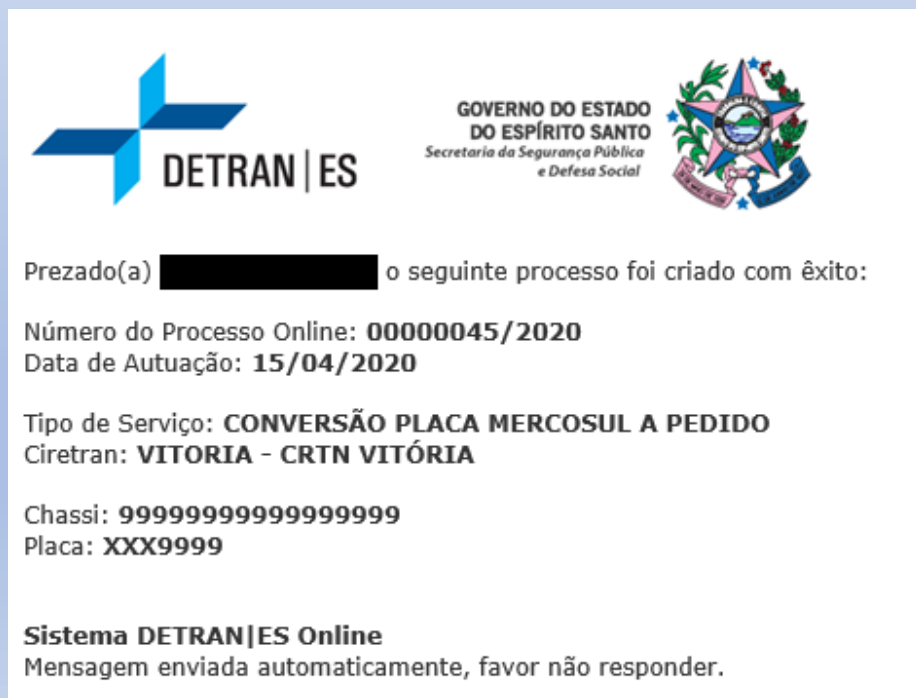 DETRAN|ES
GOVERNO DO ESTADO
DO ESPÍRITO SANTO
Secretaria da Segurança Pública
e Defesa Social
Prezado(a) o seguinte processo foi criado com êxito:
Número do Processo Online: 00000045/2020
Data de Autuação: 15/04/2020
Tipo de Serviço: CONVERSÃO PLACA MERCOSUL A PEDIDO
Ciretran: VITORIA - CRTN VITÓRIA
Chassi: 99999999999999999
Placa: XXX9999
Sistema DETRAN|ES Online
Mensagem enviada automaticamente, favor não responder.